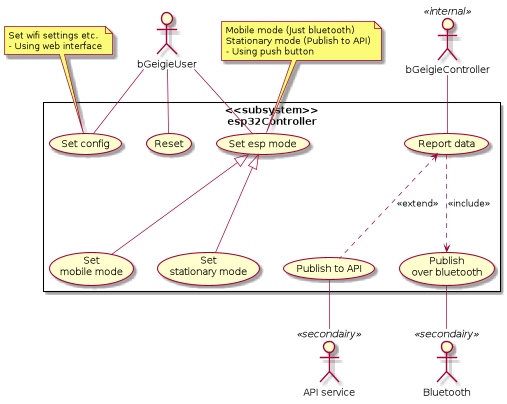 Set wifi settings etc.
- Using web interface
Mobile mode (Just bluetooth)
Stationary mode (Publish to API)
- Using push button
«internal»
bGeigieUser
bGeigieController
<<subsystem>>
esp32Controller
Set config
Reset
Set esp mode
Report data
«extend»
«include»
Set
mobile mode
Set
stationary mode
Publish to API
Publish
over bluetooth
«secondairy»
«secondairy»
API service
Bluetooth